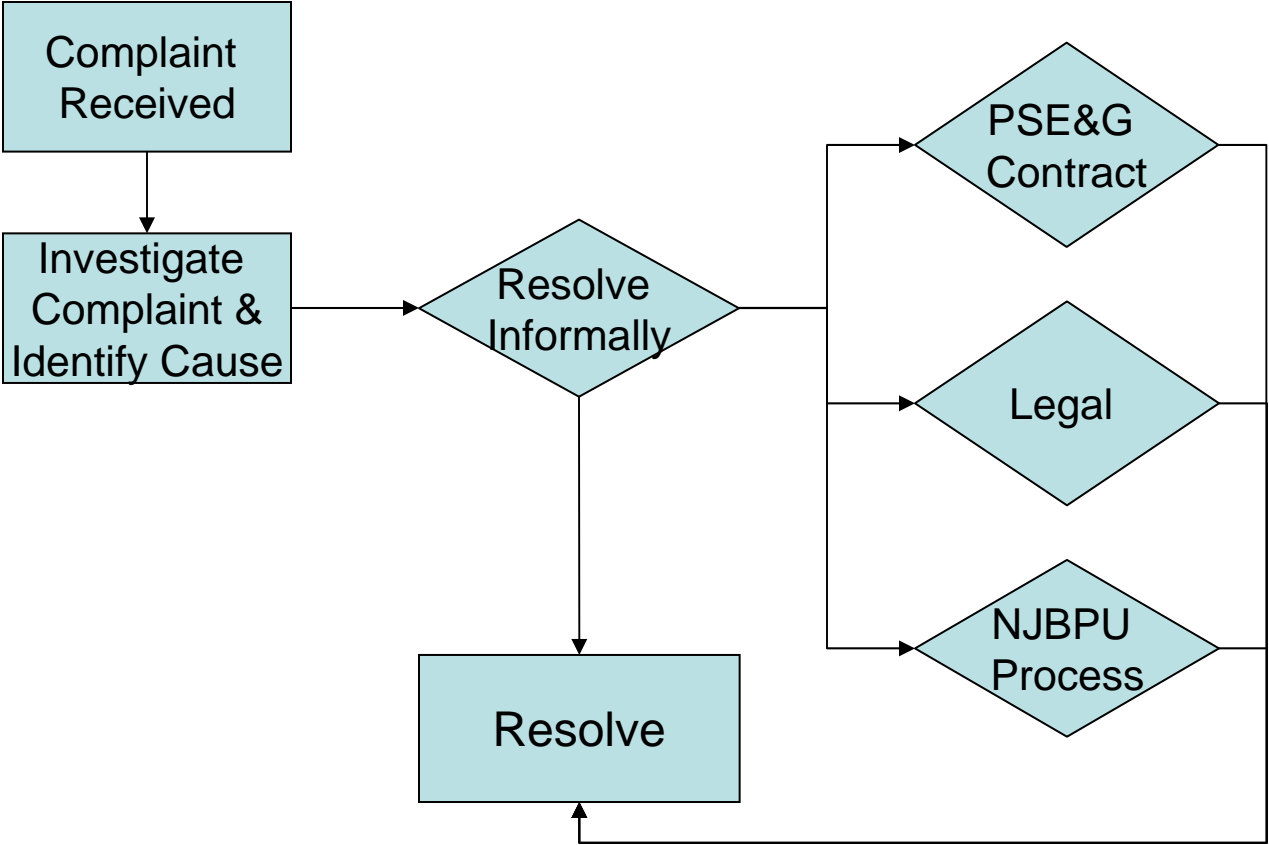 Complaint
Received
Investigate
Complaint &
Identify Cause
Resolve
Informally
PSE&G
Contract
Legal
NJBPU
Process
Resolve